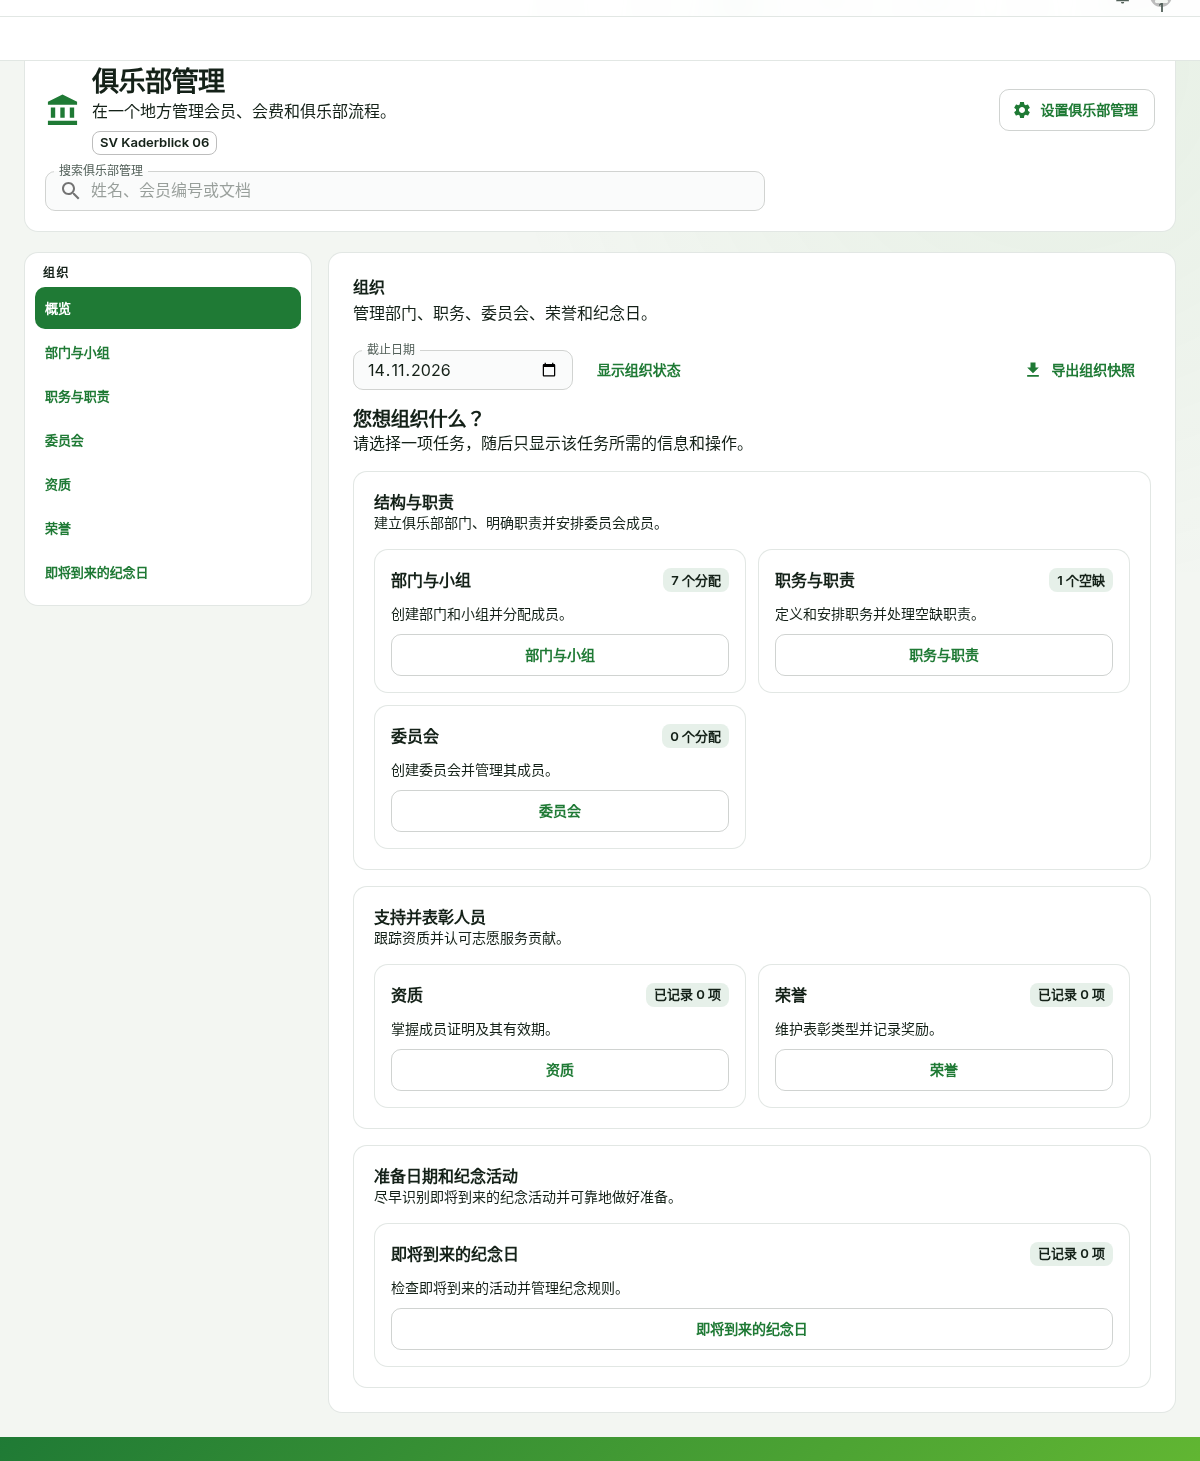 1
俱乐部管理
在一个地方管理会员、会费和俱乐部流程。
SV Kaderblick 06
设置俱乐部管理
搜索俱乐部管理
姓名、会员编号或文档
组织
概览
部门与小组
职务与职责
委员会
资质
荣誉
即将到来的纪念日
组织
管理部门、职务、委员会、荣誉和纪念日。
截止日期
14.11.2026
显示组织状态
导出组织快照
您想组织什么？
请选择一项任务，随后只显示该任务所需的信息和操作。
结构与职责
建立俱乐部部门、明确职责并安排委员会成员。
部门与小组
7 个分配
创建部门和小组并分配成员。
部门与小组
职务与职责
1 个空缺
定义和安排职务并处理空缺职责。
职务与职责
委员会
0 个分配
创建委员会并管理其成员。
委员会
支持并表彰人员
跟踪资质并认可志愿服务贡献。
资质
已记录 0 项
掌握成员证明及其有效期。
资质
荣誉
已记录 0 项
维护表彰类型并记录奖励。
荣誉
准备日期和纪念活动
尽早识别即将到来的纪念活动并可靠地做好准备。
即将到来的纪念日
已记录 0 项
检查即将到来的活动并管理纪念规则。
即将到来的纪念日